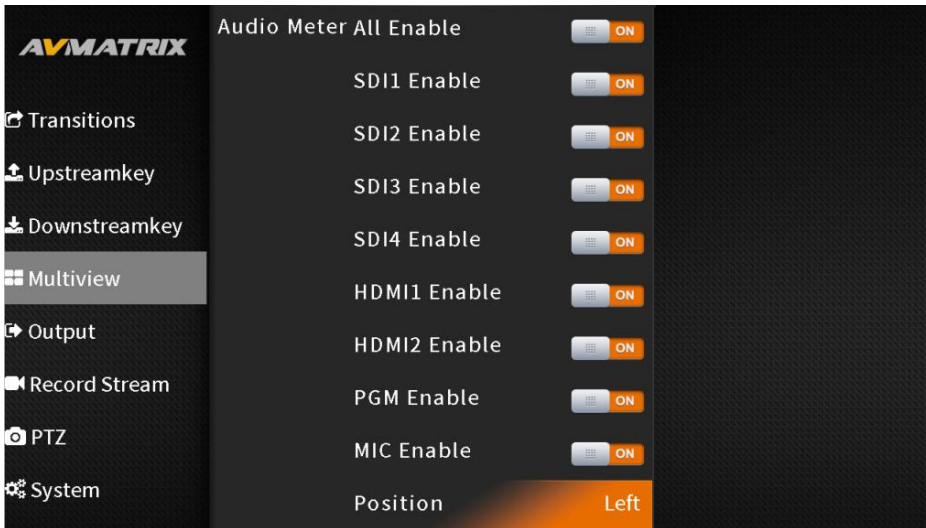 AVMATRIX
Transitions
Upstreamkey
Downstreamkey
Multiview
Output
Record Stream
PTZ
System
Audio Meter All Enable ON
SDI1 Enable ON
SDI2 Enable ON
SDI3 Enable ON
SDI4 Enable ON
HDMI1 Enable ON
HDMI2 Enable ON
PGM Enable ON
MIC Enable ON
Position Left